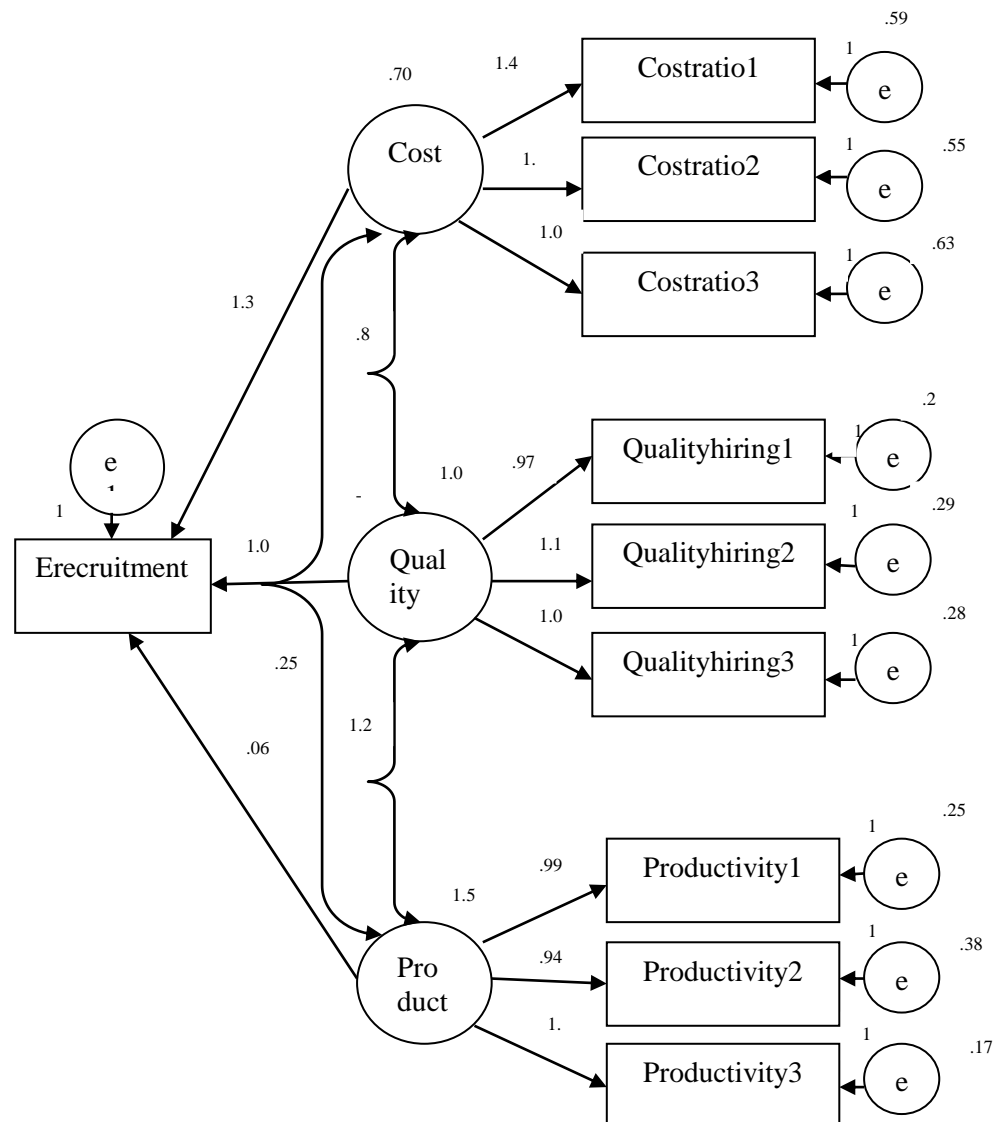 .59
.70
1.4
Costratio1
1
e
Cost
1.
Costratio2
1
e
.55
1.0
Costratio3
1
e
.63
1.3
.8
e
1
1.0
-
Erecruitment
1.0
.97
Qualityhiring1
1
e
.2
Qual
ity
1.1
Qualityhiring2
1
e
.29
1.0
Qualityhiring3
1
e
.28
.25
1.2
.06
1.5
.99
Productivity1
1
e
.25
Pro
duct
.94
Productivity2
1
e
.38
1.
Productivity3
1
e
.17